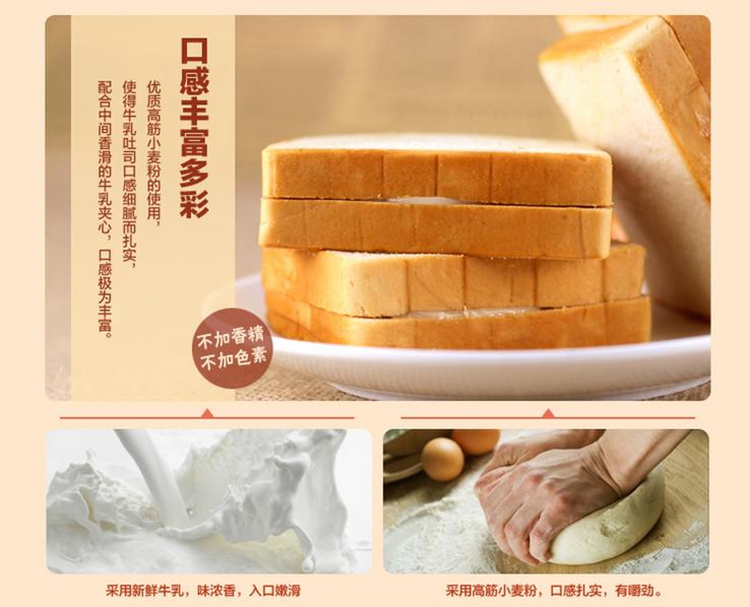 口感丰富多彩
优质高筋小麦粉的使用，
使得牛乳吐司口感细腻而扎实，
配合中间香滑的牛乳夹心，口感极为丰富。
不加香精
不加色素
采用新鲜牛乳，味浓香，入口嫩滑
采用高筋小麦粉，口感扎实，有嚼劲。